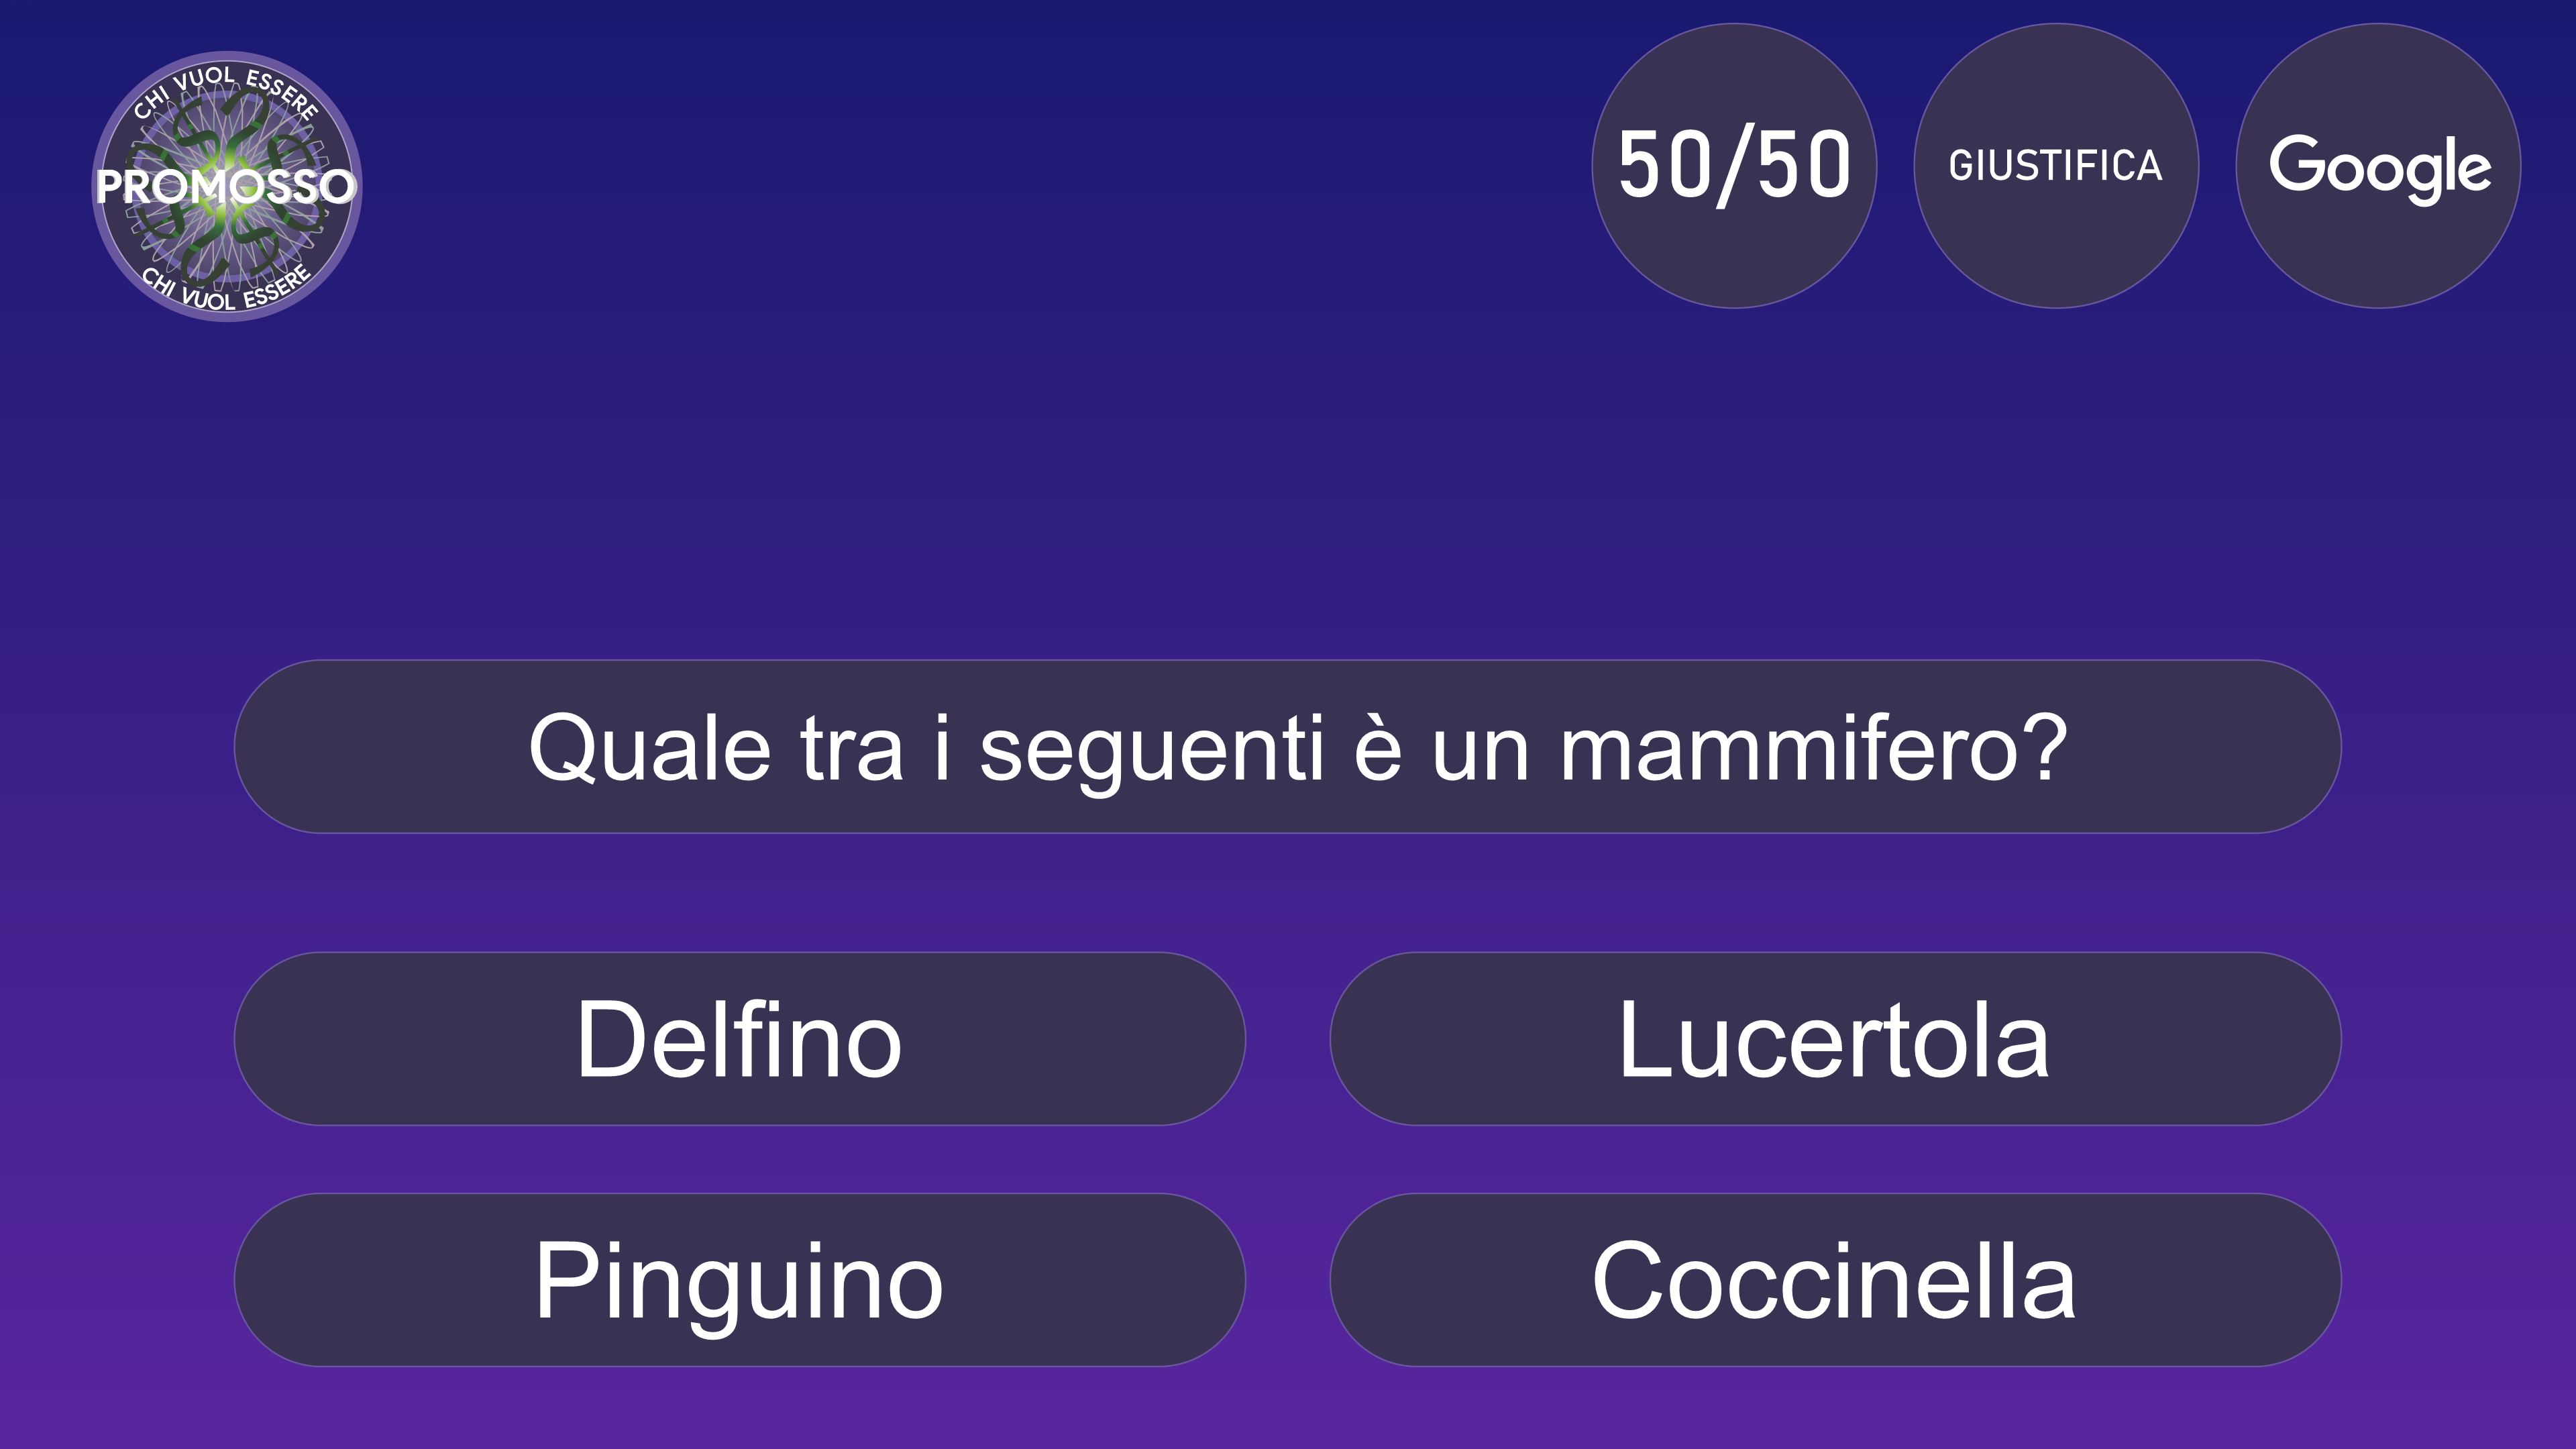 CHI VUOL ESSERE
PROMOSSO
CHI VUOL ESSERE
50/50
GIUSTIFICA
Google
Quale tra i seguenti è un mammifero?
Delfino
Lucertola
Pinguino
Coccinella